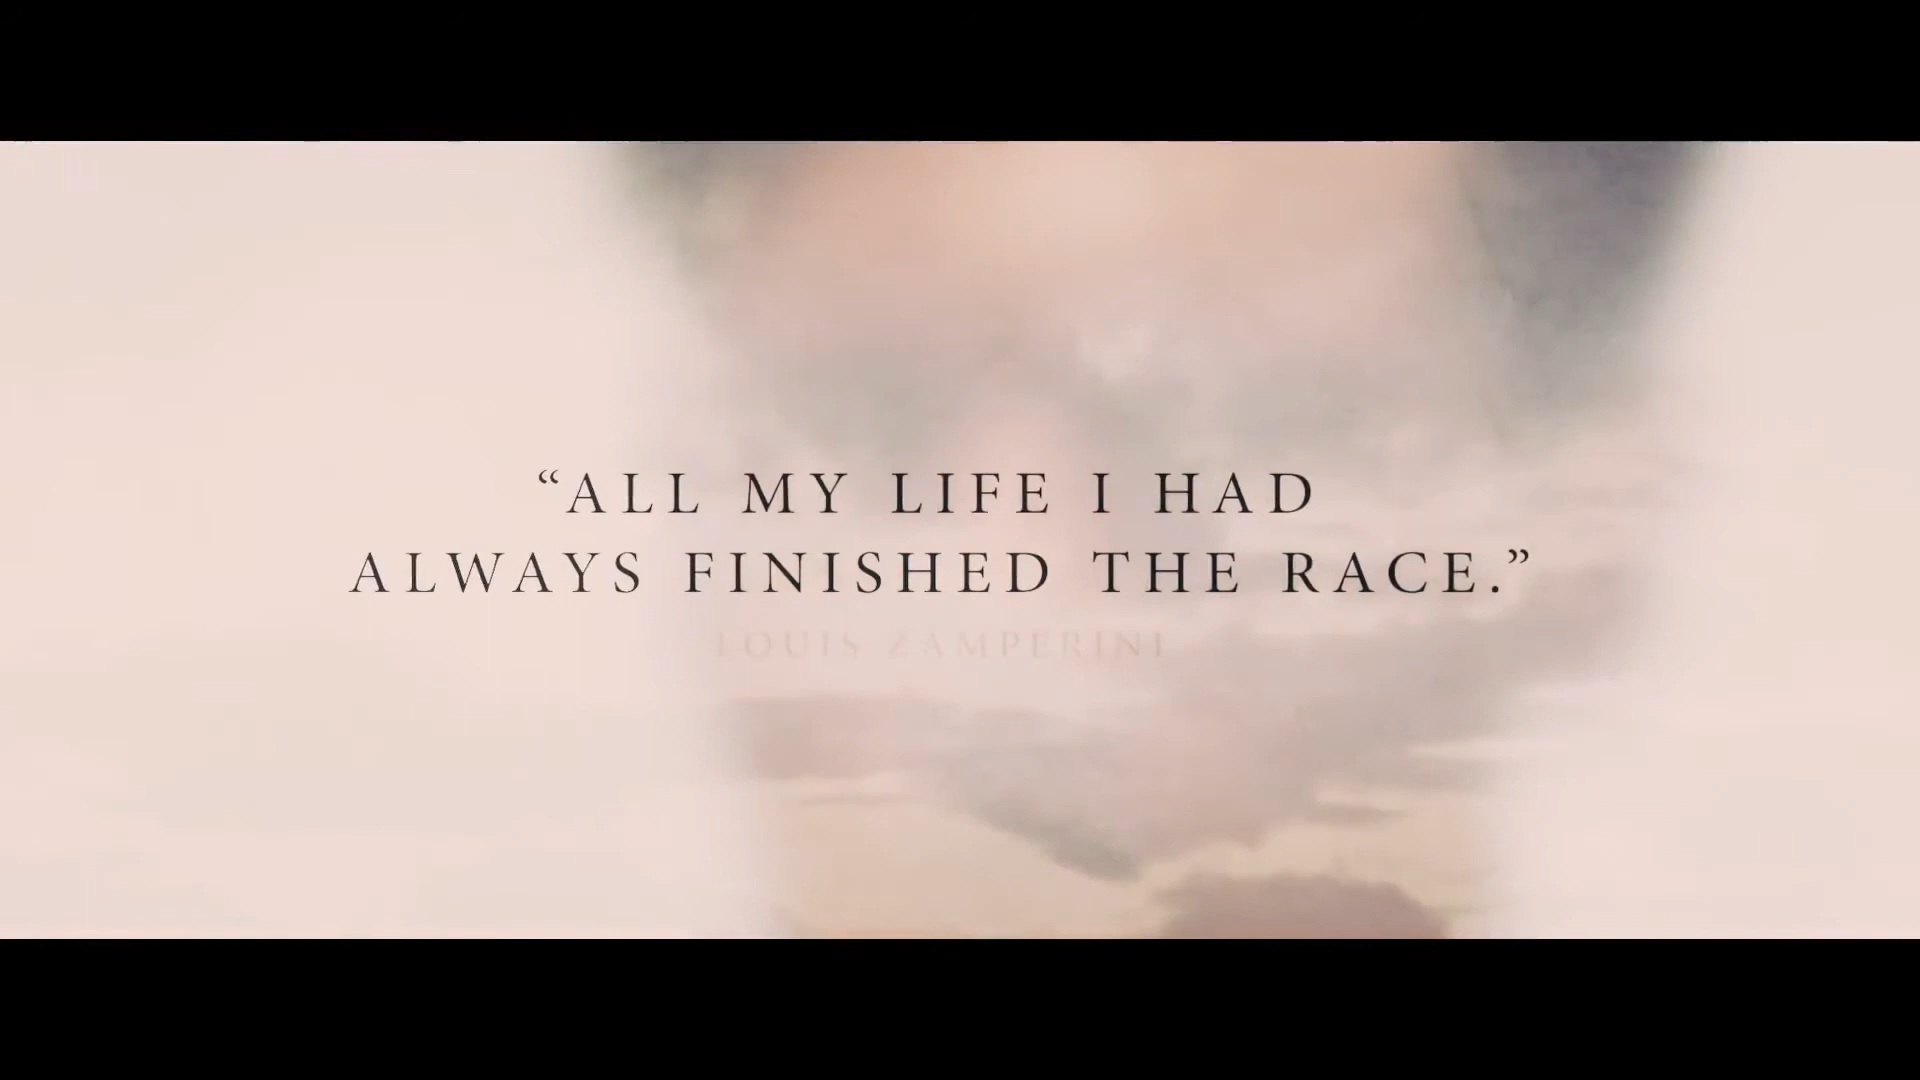 “ALL MY LIFE I HAD
ALWAYS FINISHED THE RACE.”
LOUIS ZAMPERINI